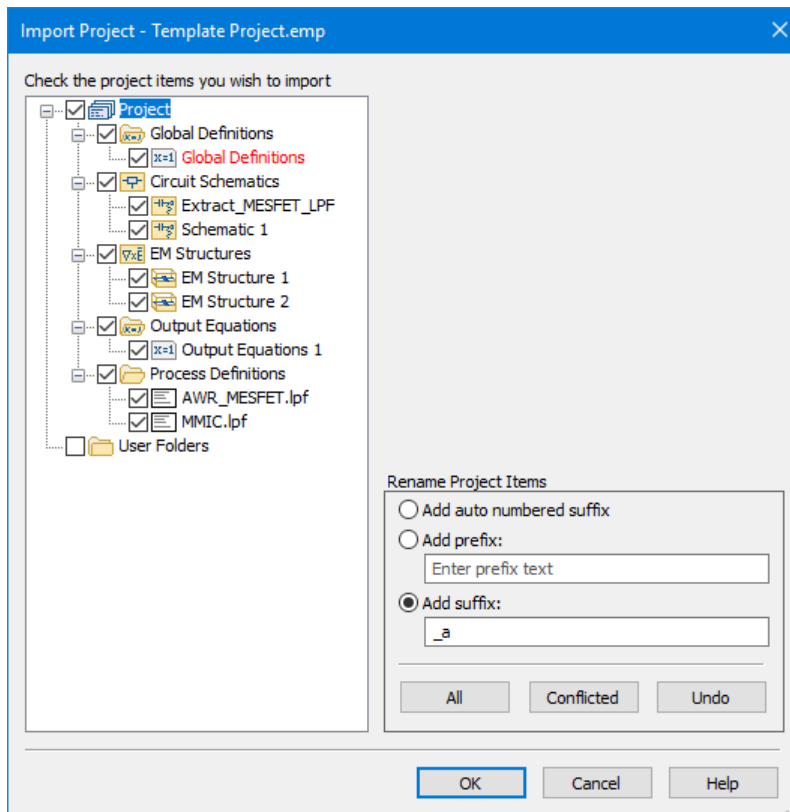 Import Project - Template Project.emp
Check the project items you wish to import
Project
Global Definitions
x=1 Global Definitions
Circuit Schematics
Extract_MESFET_LPF
Schematic 1
∇xE EM Structures
EM Structure 1
EM Structure 2
Output Equations
x=1 Output Equations 1
Process Definitions
AWR_MESFET.lpf
MMIC.lpf
User Folders
Rename Project Items
Add auto numbered suffix
Add prefix:
Enter prefix text
Add suffix:
_a
All Conflicted Undo
OK Cancel Help